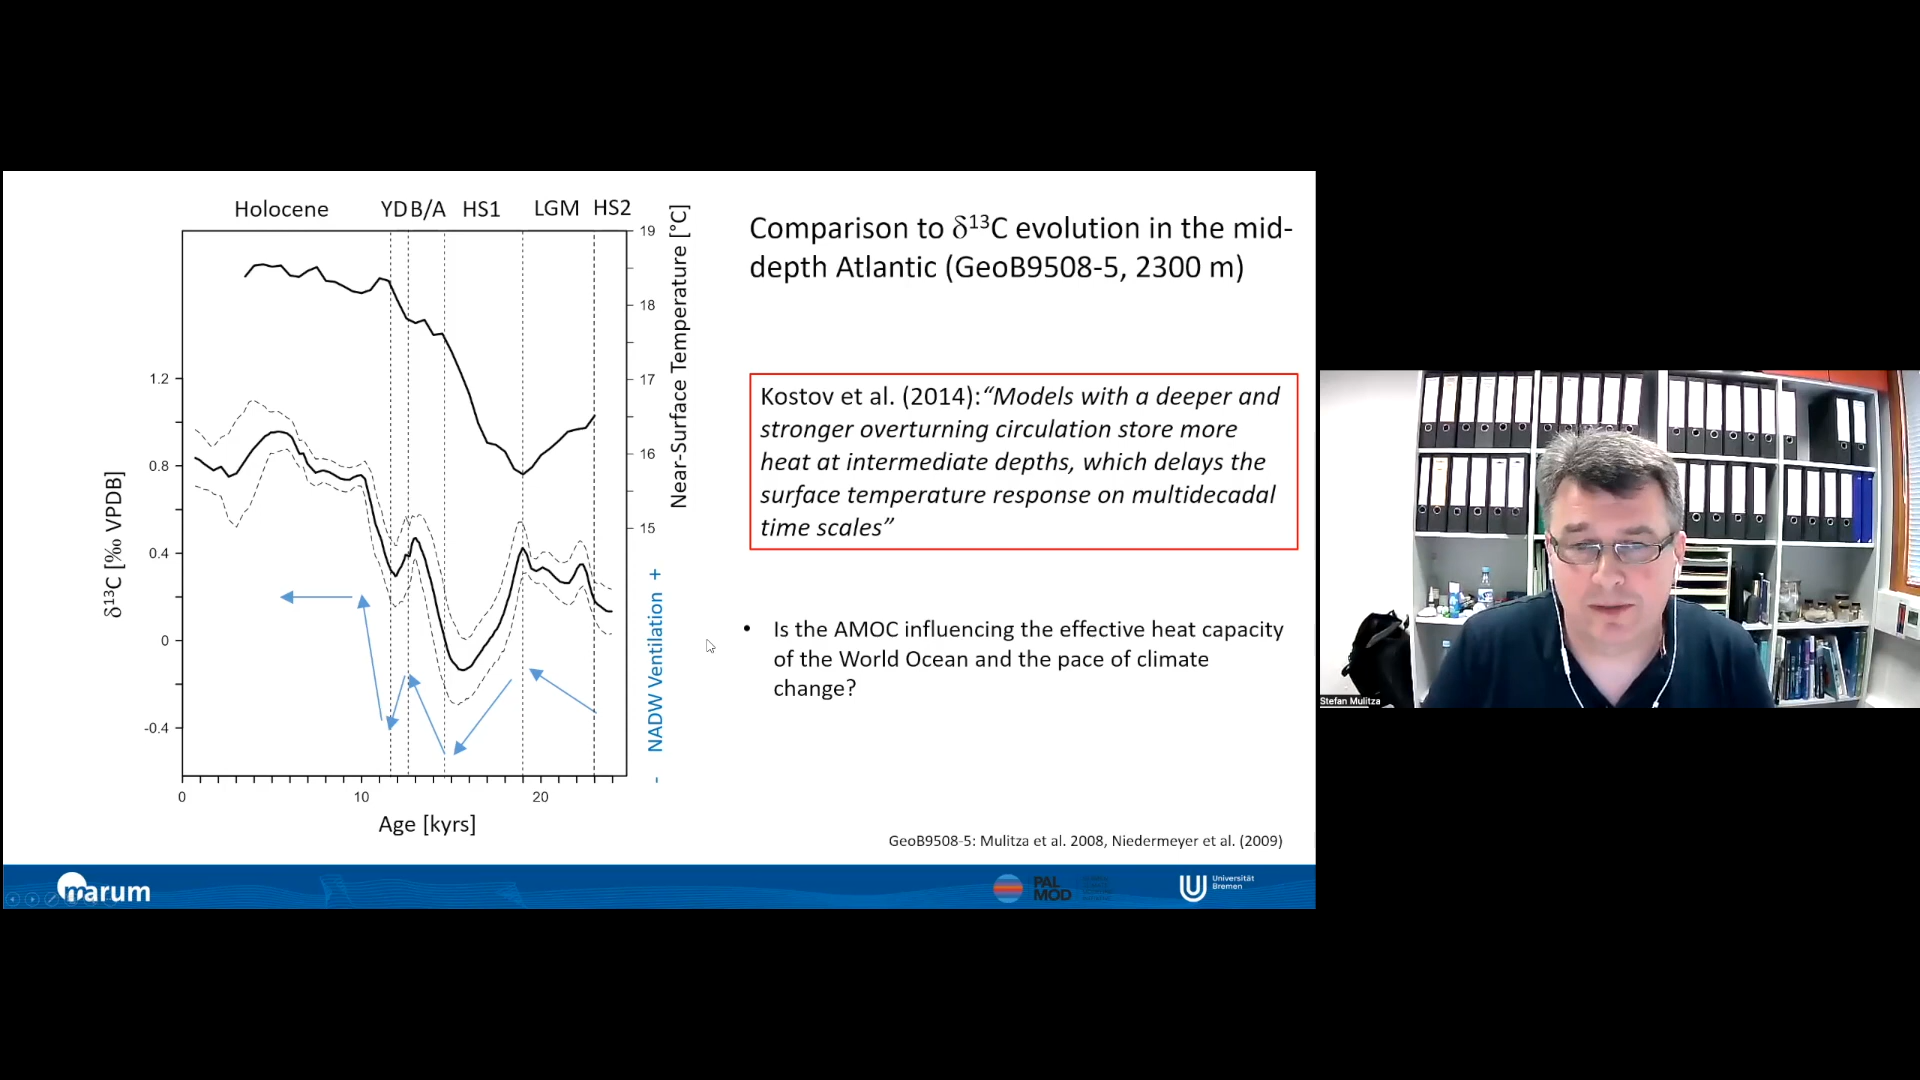 Holocene YD B/A HS1 LGM HS2
Comparison to δ¹³C evolution in the mid-
depth Atlantic (GeoB9508-5, 2300 m)
Kostov et al. (2014):“Models with a deeper and
stronger overturning circulation store more
heat at intermediate depths, which delays the
surface temperature response on multidecadal
time scales”
• Is the AMOC influencing the effective heat capacity
of the World Ocean and the pace of climate
change?
δ¹³C [‰ VPDB]
1.2
0.8
0.4
0
-0.4
19
18
17
16
15
Near-Surface Temperature [°C]
- NADW Ventilation +
0 10 20
Age [kyrs]
GeoB9508-5: Mulitza et al. 2008, Niedermeyer et al. (2009)
marum
PAL
MOD
Universität
Bremen
Stefan Mulitza